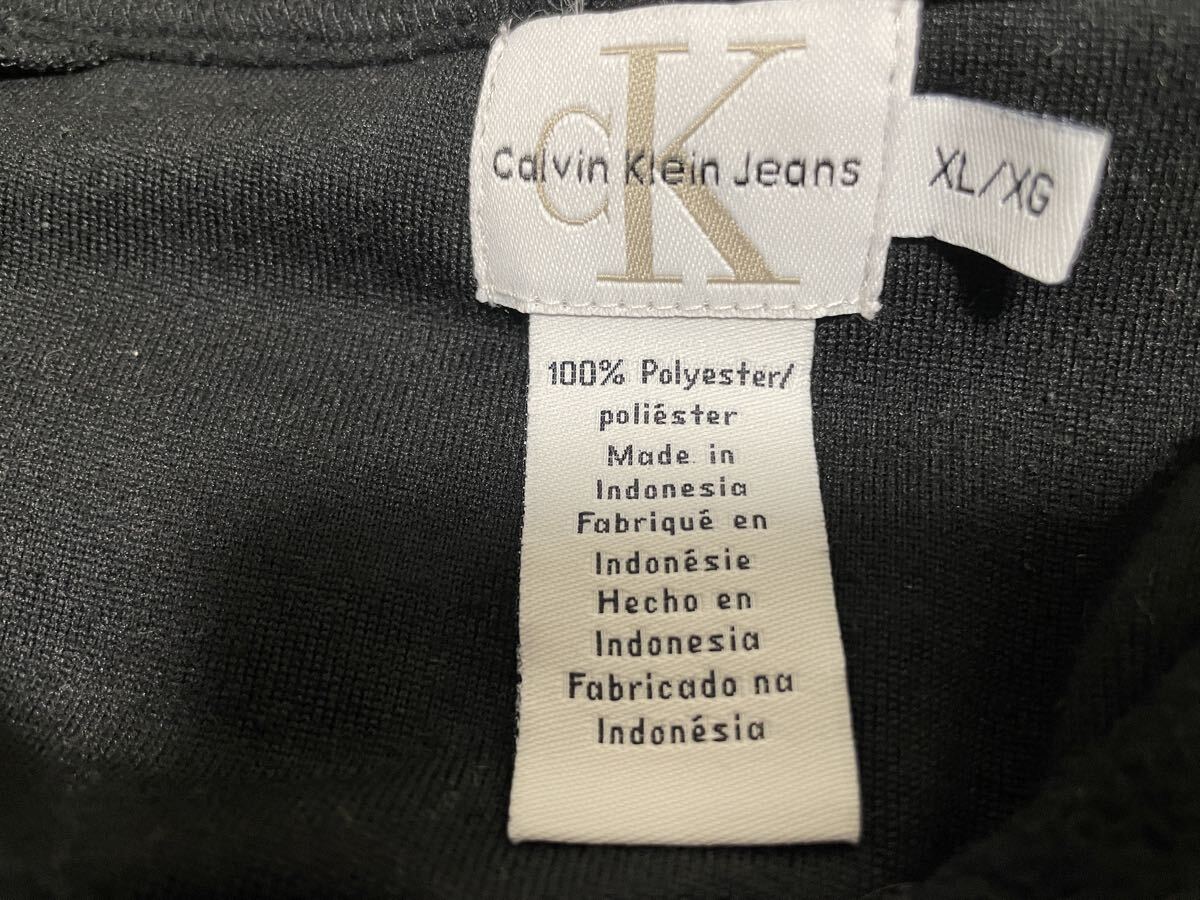 CK
Calvin Klein Jeans
XL/XG
100% Polyester/
poliéster
Made in
Indonesia
Fabriqué en
Indonésie
Hecho en
Indonesia
Fabricado na
Indonésia